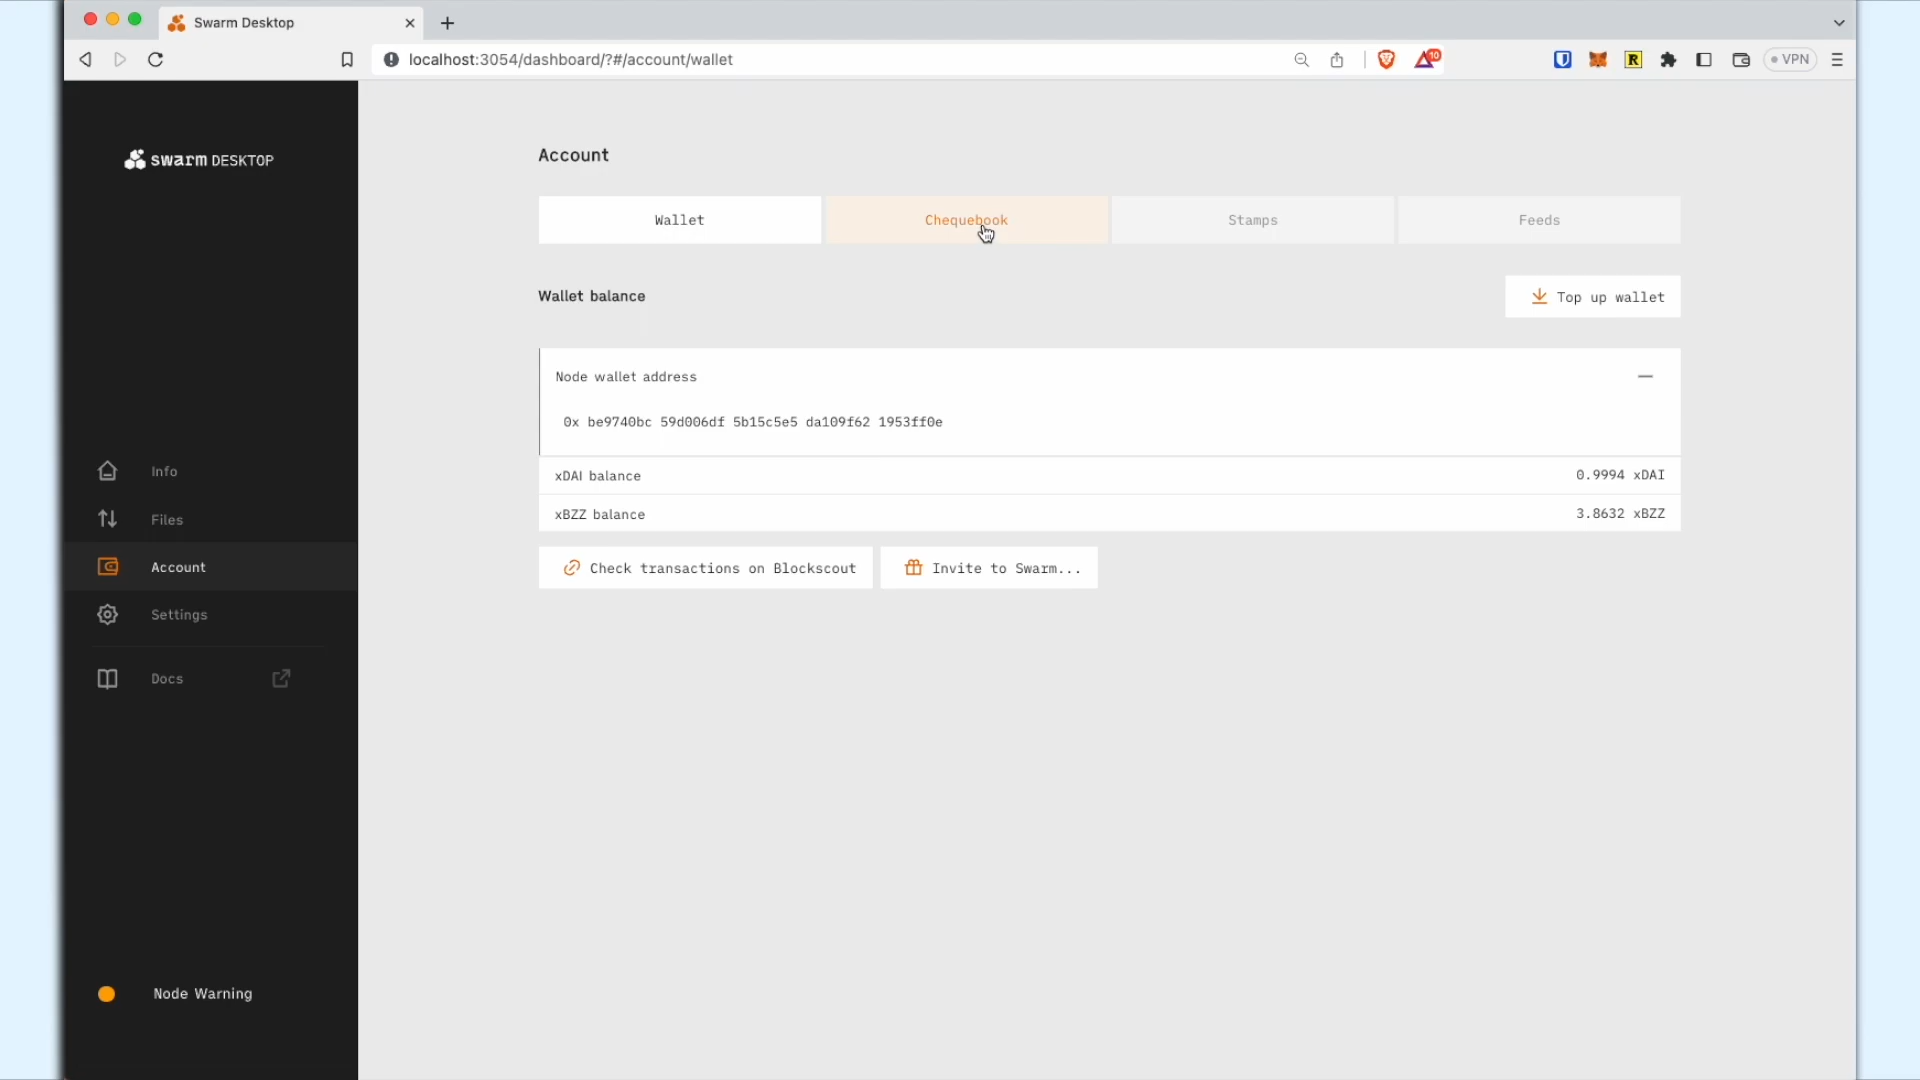 Swarm Desktop
localhost:3054/dashboard/?#/account/wallet
10
R
VPN
swarm DESKTOP
Account
Wallet
Chequebook
Stamps
Feeds
Wallet balance
Top up wallet
Node wallet address
0x be9740bc 59d006df 5b15c5e5 da109f62 1953ff0e
xDAI balance
0.9994 xDAI
xBZZ balance
3.8632 xBZZ
Check transactions on Blockscout
Invite to Swarm...
Info
Files
Account
Settings
Docs
Node Warning